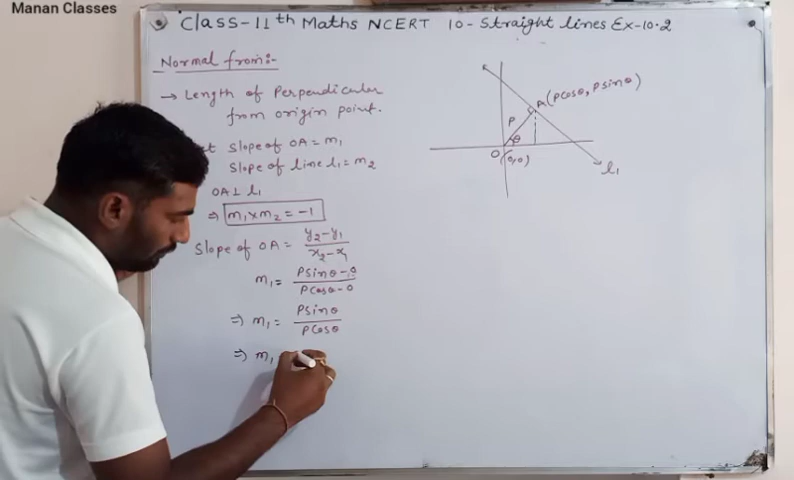 Manan Classes
Class-11th Maths NCERT 10-Straight lines Ex-10.2
Normal from:-
→ Length of Perpendicular
from origin point.
slope of OA = m₁
slope of line l₁ = m₂
OA ⊥ l₁
⇒ m₁×m₂ = -1
Slope of OA = y₂-y₁ / x₂-x₁
m₁ = Psinθ-0 / Pcosθ-0
⇒ m₁ = Psinθ / Pcosθ
⇒ m₁
A(Pcosθ, Psinθ)
P
θ
O (0,0)
l₁